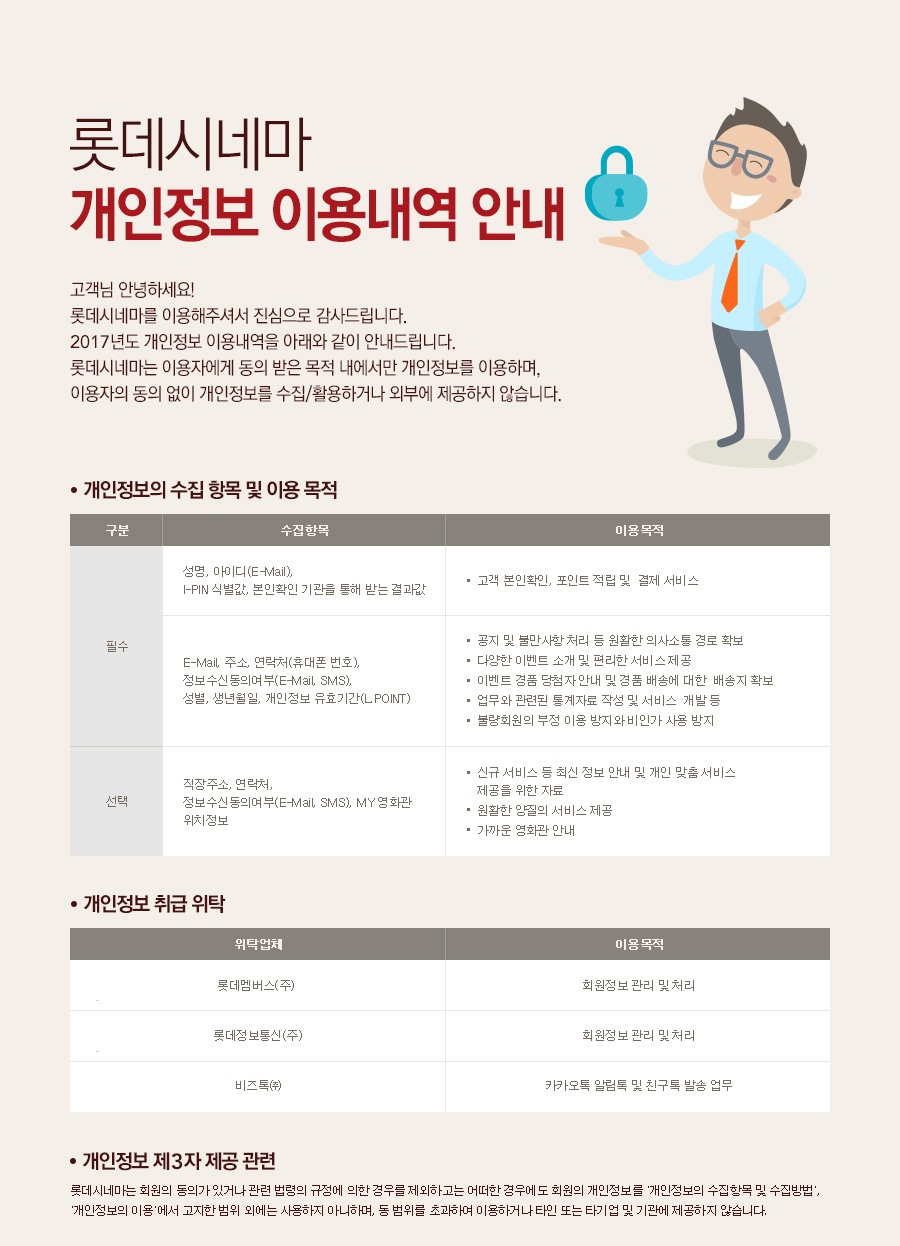 롯데시네마
개인정보 이용내역 안내
고객님 안녕하세요!
롯데시네마를 이용해주셔서 진심으로 감사드립니다.
2017년도 개인정보 이용내역을 아래와 같이 안내드립니다.
롯데시네마는 이용자에게 동의 받은 목적 내에서만 개인정보를 이용하며,
이용자의 동의 없이 개인정보를 수집/활용하거나 외부에 제공하지 않습니다.
• 개인정보의 수집 항목 및 이용 목적
구분 수집항목 이용목적
필수
성명, 아이디(E-Mail),
I-PIN 식별값, 본인확인 기관을 통해 받는 결과값
• 고객 본인확인, 포인트 적립 및 결제 서비스
E-Mail, 주소, 연락처(휴대폰 번호),
정보수신동의여부(E-Mail, SMS),
성별, 생년월일, 개인정보 유효기간(L.POINT)
• 공지 및 불만사항 처리 등 원활한 의사소통 경로 확보
• 다양한 이벤트 소개 및 편리한 서비스 제공
• 이벤트 경품 당첨자 안내 및 경품 배송에 대한 배송지 확보
• 업무와 관련된 통계자료 작성 및 서비스 개발 등
• 불량회원의 부정 이용 방지와 비인가 사용 방지
선택
직장주소, 연락처,
정보수신동의여부(E-Mail, SMS), MY 영화관
위치정보
• 신규 서비스 등 최신 정보 안내 및 개인 맞춤 서비스
제공을 위한 자료
• 원활한 양질의 서비스 제공
• 가까운 영화관 안내
• 개인정보 취급 위탁
위탁업체 이용목적
롯데멤버스(주) 회원정보 관리 및 처리
롯데정보통신(주) 회원정보 관리 및 처리
비즈톡㈜ 카카오톡 알림톡 및 친구톡 발송 업무
• 개인정보 제3자 제공 관련
롯데시네마는 회원의 동의가 있거나 관련 법령의 규정에 의한 경우를 제외하고는 어떠한 경우에도 회원의 개인정보를 '개인정보의 수집항목 및 수집방법',
'개인정보의 이용'에서 고지한 범위 외에는 사용하지 아니하며, 동 범위를 초과하여 이용하거나 타인 또는 타기업 및 기관에 제공하지 않습니다.